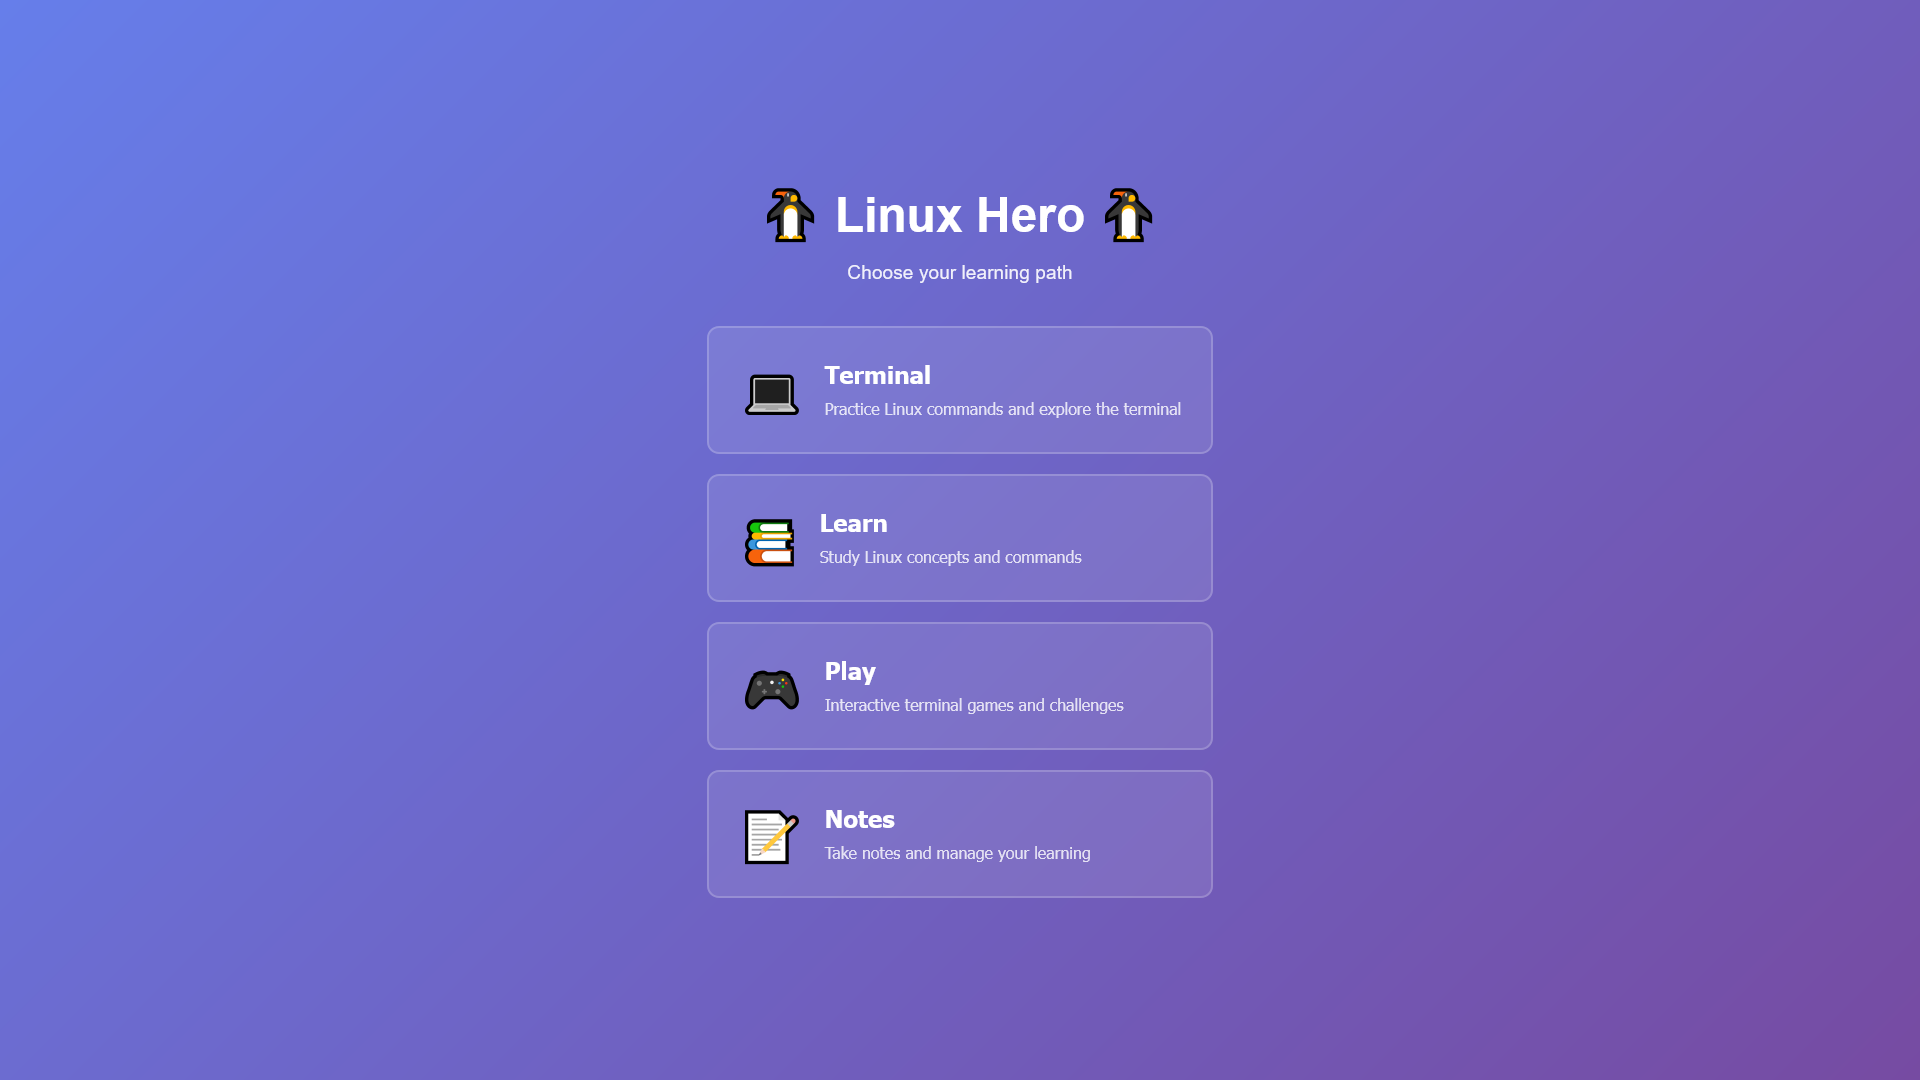 Linux Hero
Choose your learning path
Terminal
Practice Linux commands and explore the terminal
Learn
Study Linux concepts and commands
Play
Interactive terminal games and challenges
Notes
Take notes and manage your learning